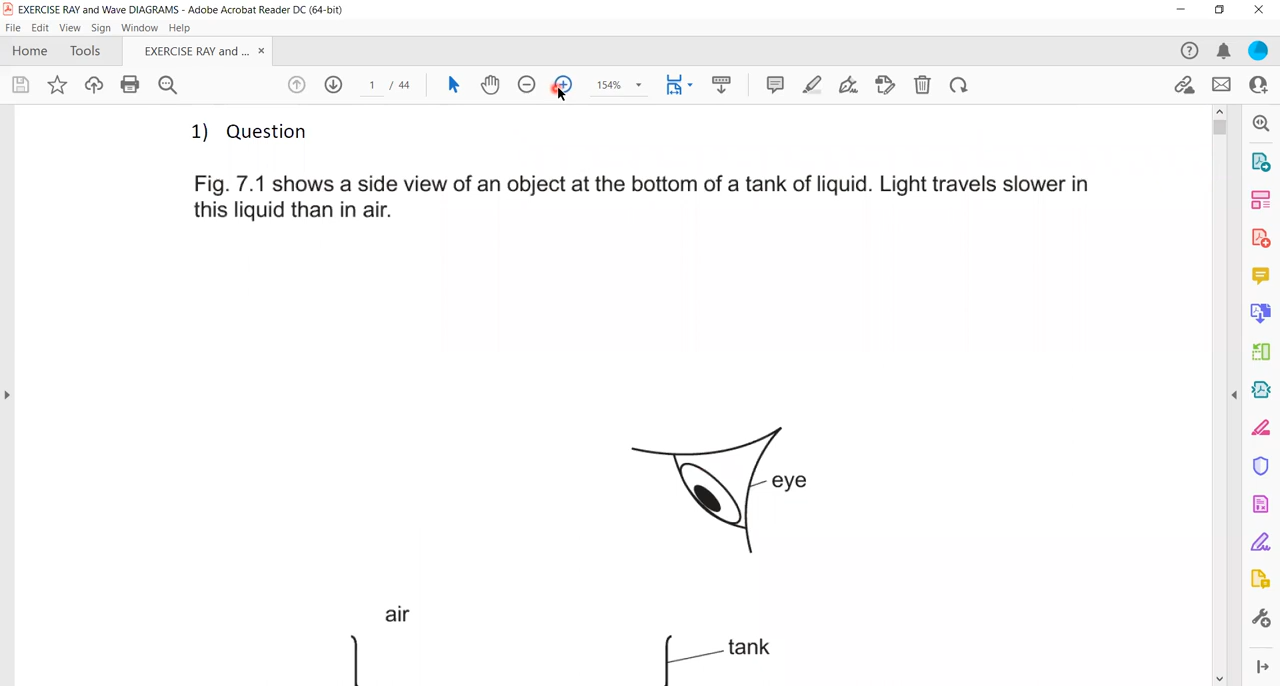 EXERCISE RAY and Wave DIAGRAMS - Adobe Acrobat Reader DC (64-bit)
File Edit View Sign Window Help
Home Tools EXERCISE RAY and ... ×
1 / 44 154%
1) Question
Fig. 7.1 shows a side view of an object at the bottom of a tank of liquid. Light travels slower in
this liquid than in air.
eye
air
tank